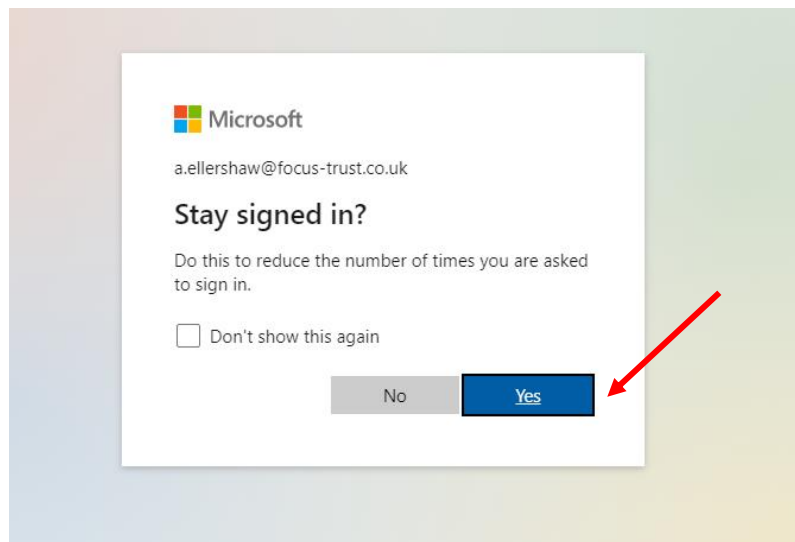 Microsoft
a.ellershaw@focus-trust.co.uk
Stay signed in?
Do this to reduce the number of times you are asked
to sign in.
Don't show this again
No
Yes